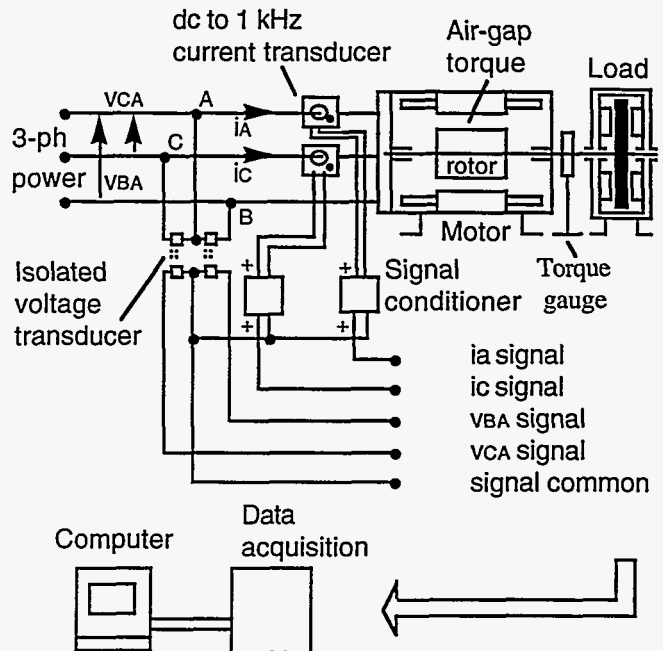 dc to 1 kHz
current transducer
Air-gap
torque
Load
VCA
A
iA
3-ph
power
C
iC
VBA
B
rotor
Motor
Isolated
voltage
transducer
+
+
Signal
conditioner
Torque
gauge
+
+
ia signal
ic signal
VBA signal
VCA signal
signal common
Computer
Data
acquisition